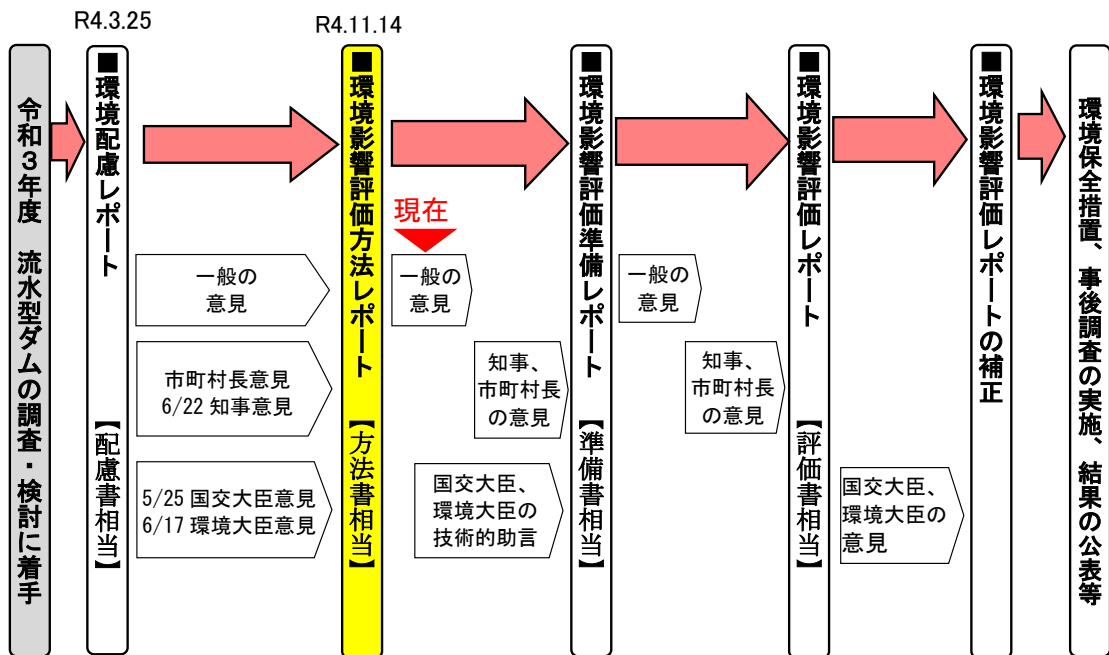 R4.3.25
R4.11.14
令和3年度　流水型ダムの調査・検討に着手
■環境配慮レポート　【配慮書相当】
一般の
意見
市町村長意見
6/22 知事意見
5/25 国交大臣意見
6/17 環境大臣意見
■環境影響評価方法レポート　【方法書相当】
現在
一般の
意見
知事、
市町村長
の意見
国交大臣、
環境大臣の
技術的助言
■環境影響評価準備レポート　【準備書相当】
一般の
意見
知事、
市町村長
の意見
■環境影響評価レポート　【評価書相当】
国交大臣、
環境大臣の
意見
■環境影響評価レポートの補正
環境保全措置、事後調査の実施、結果の公表等